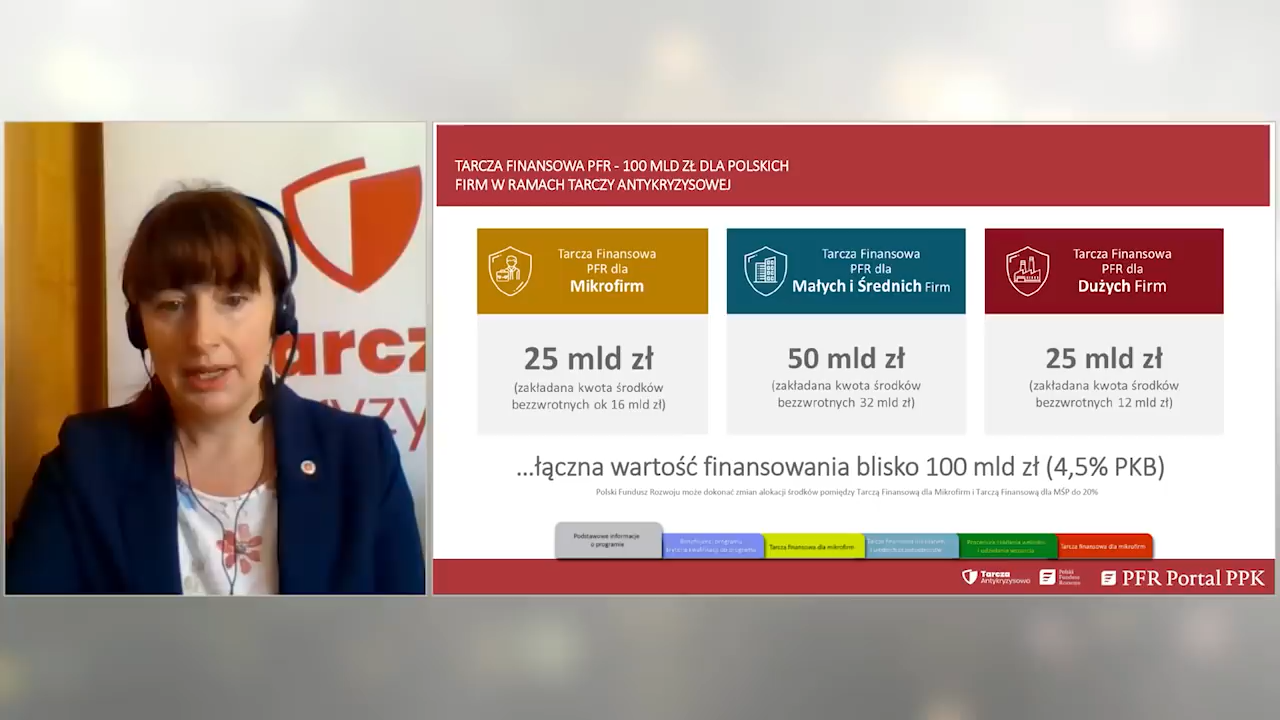 arcz
yzy
TARCZA FINANSOWA PFR - 100 MLD ZŁ DLA POLSKICH
FIRM W RAMACH TARCZY ANTYKRYZYSOWEJ
Tarcza Finansowa
PFR dla
Mikrofirm
25 mld zł
(zakładana kwota środków
bezzwrotnych ok 16 mld zł)
Tarcza Finansowa
PFR dla
Małych i Średnich Firm
50 mld zł
(zakładana kwota środków
bezzwrotnych 32 mld zł)
Tarcza Finansowa
PFR dla
Dużych Firm
25 mld zł
(zakładana kwota środków
bezzwrotnych 12 mld zł)
...łączna wartość finansowania blisko 100 mld zł (4,5% PKB)
Polski Fundusz Rozwoju może dokonać zmian alokacji środków pomiędzy Tarczą Finansową dla Mikrofirm i Tarczą Finansową dla MŚP do 20%
Podstawowe informacje
o programie
Tarcza finansowa dla mikrofirm
Tarcza finansowa dla mikrofirm
Tarcza
Antykryzysowa
Polski
Fundusz
Rozwoju
PFR Portal PPK